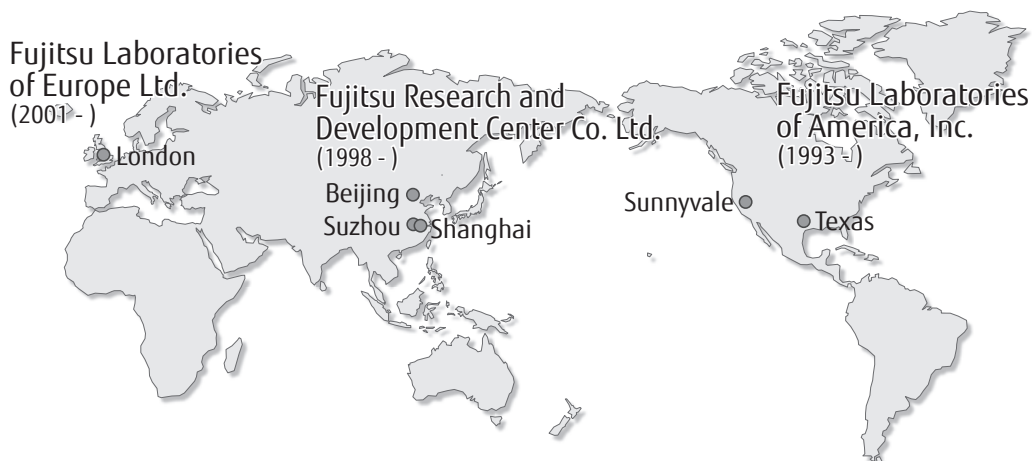 Fujitsu Laboratories
of Europe Ltd.
(2001 - )
London
Fujitsu Research and
Development Center Co. Ltd.
(1998 - )
Beijing
Suzhou
Shanghai
Fujitsu Laboratories
of America, Inc.
(1993 - )
Sunnyvale
Texas